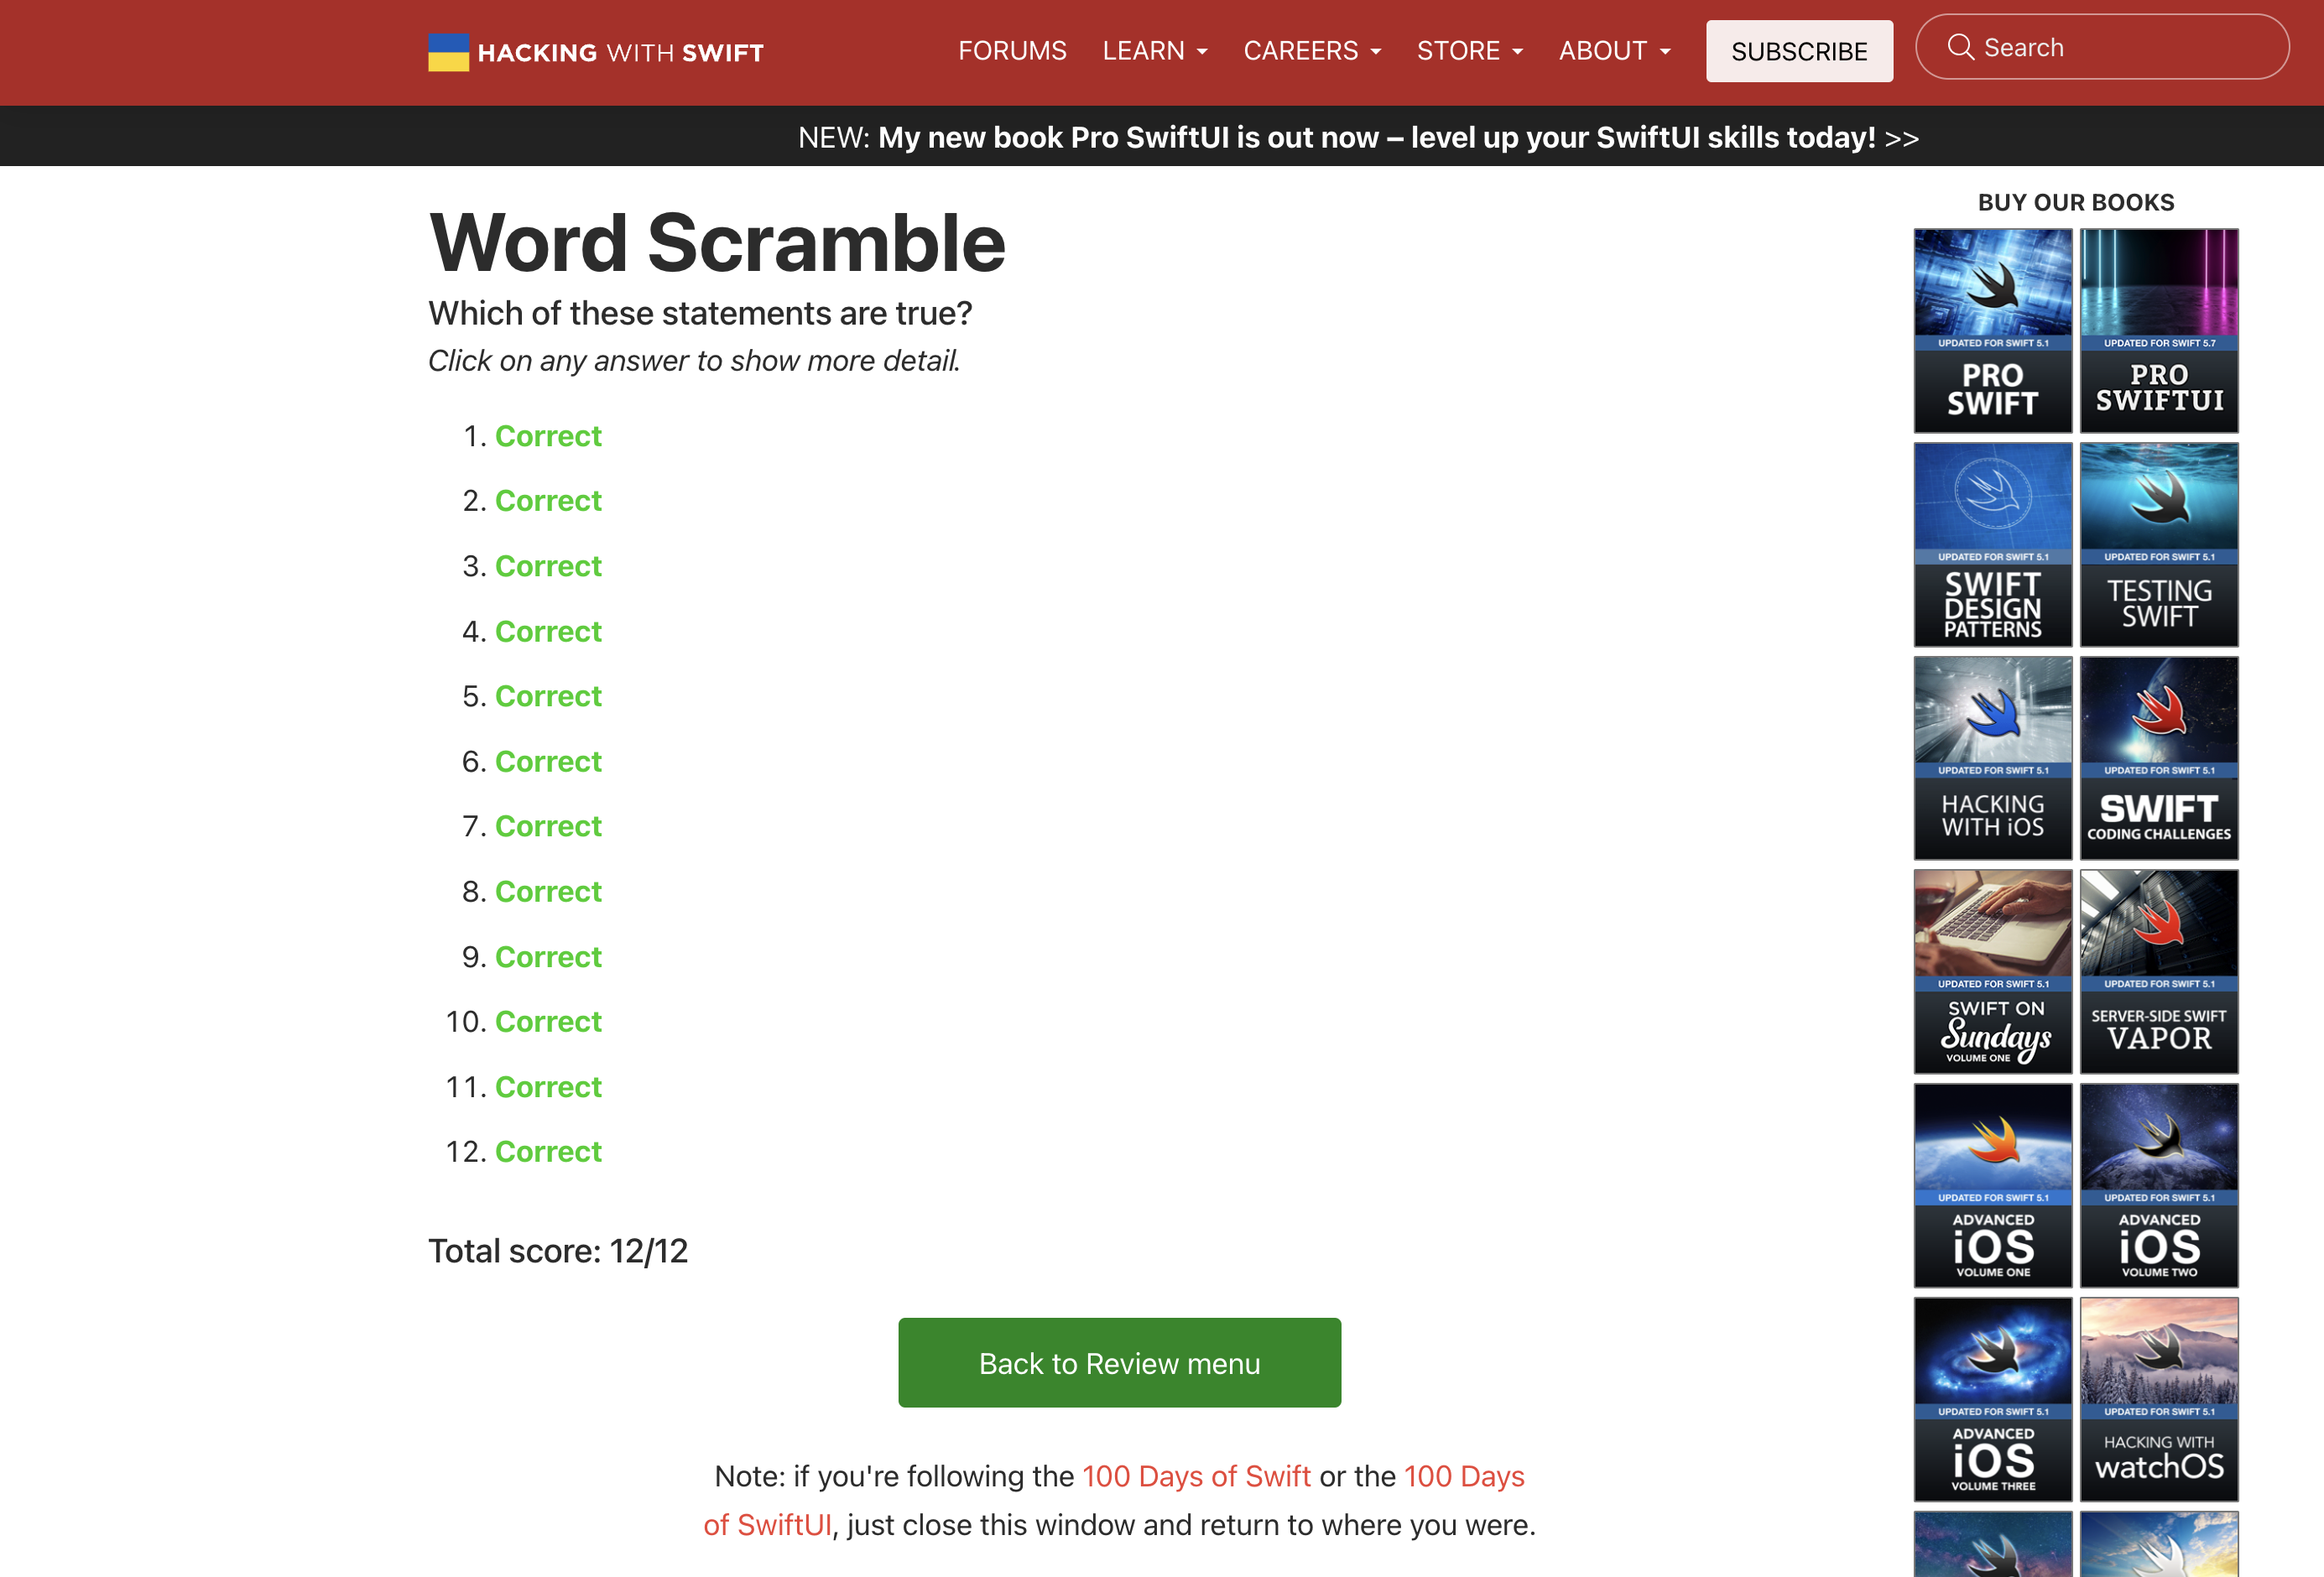 HACKING WITH SWIFT
FORUMS LEARN CAREERS STORE ABOUT SUBSCRIBE Search
NEW: My new book Pro SwiftUI is out now – level up your SwiftUI skills today! >>
Word Scramble
Which of these statements are true?
Click on any answer to show more detail.
1. Correct
2. Correct
3. Correct
4. Correct
5. Correct
6. Correct
7. Correct
8. Correct
9. Correct
10. Correct
11. Correct
12. Correct
Total score: 12/12
Back to Review menu
Note: if you're following the 100 Days of Swift or the 100 Days
of SwiftUI, just close this window and return to where you were.
BUY OUR BOOKS
UPDATED FOR SWIFT 5.1
PRO
SWIFT
UPDATED FOR SWIFT 5.7
PRO
SWIFTUI
UPDATED FOR SWIFT 5.1
SWIFT
DESIGN
PATTERNS
UPDATED FOR SWIFT 5.1
TESTING
SWIFT
UPDATED FOR SWIFT 5.1
HACKING
WITH iOS
UPDATED FOR SWIFT 5.1
SWIFT
CODING CHALLENGES
UPDATED FOR SWIFT 5.1
SWIFT ON
Sundays
VOLUME ONE
UPDATED FOR SWIFT 5.1
SERVER-SIDE SWIFT
VAPOR
UPDATED FOR SWIFT 5.1
ADVANCED
iOS
VOLUME ONE
UPDATED FOR SWIFT 5.1
ADVANCED
iOS
VOLUME TWO
UPDATED FOR SWIFT 5.1
ADVANCED
iOS
VOLUME THREE
UPDATED FOR SWIFT 5.1
HACKING WITH
watchOS